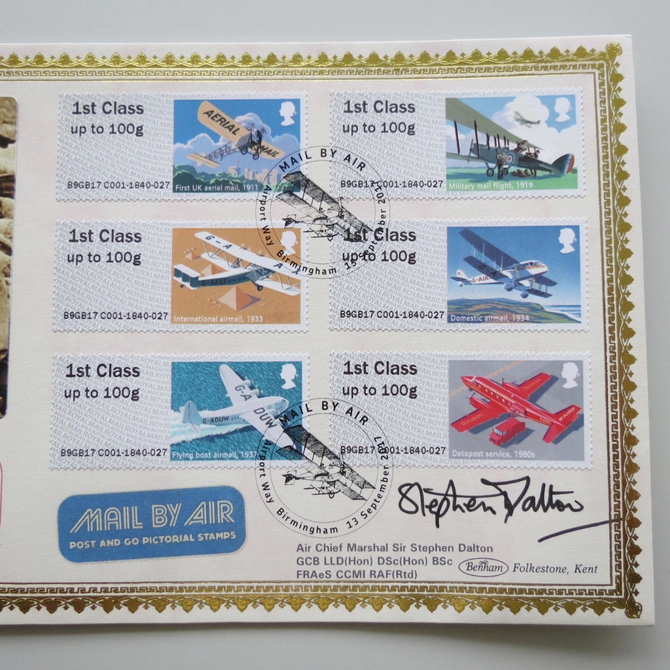 1st Class
up to 100g
B9GB17 C001-1840-027
AERIAL MAIL
First UK aerial mail, 1911
1st Class
up to 100g
B9GB17 C001-1840-027
Military mail flight, 1919
MAIL BY AIR
Airport Way Birmingham 13 September 2017
1st Class
up to 100g
B9GB17 C001-1840-027
G-A
International airmail, 1933
1st Class
up to 100g
B9GB17 C001-1840-027
Domestic airmail, 1934
1st Class
up to 100g
B9GB17 C001-1840-027
G-A DUW
G-ADUW
Flying boat airmail, 1937
1st Class
up to 100g
B9GB17 C001-1840-027
Datapost service, 1980s
MAIL BY AIR
Airport Way Birmingham 13 September 2017
Stephen Dalton
MAIL BY AIR
POST AND GO PICTORIAL STAMPS
Air Chief Marshal Sir Stephen Dalton
GCB LLD(Hon) DSc(Hon) BSc
FRAeS CCMI RAF(Rtd)
Benham Folkestone, Kent